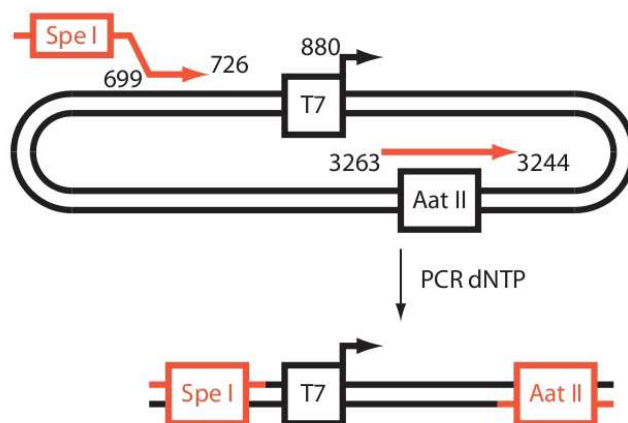 Spe I
699
726
880
T7
3263
3244
Aat II
PCR dNTP
Spe I
T7
Aat II